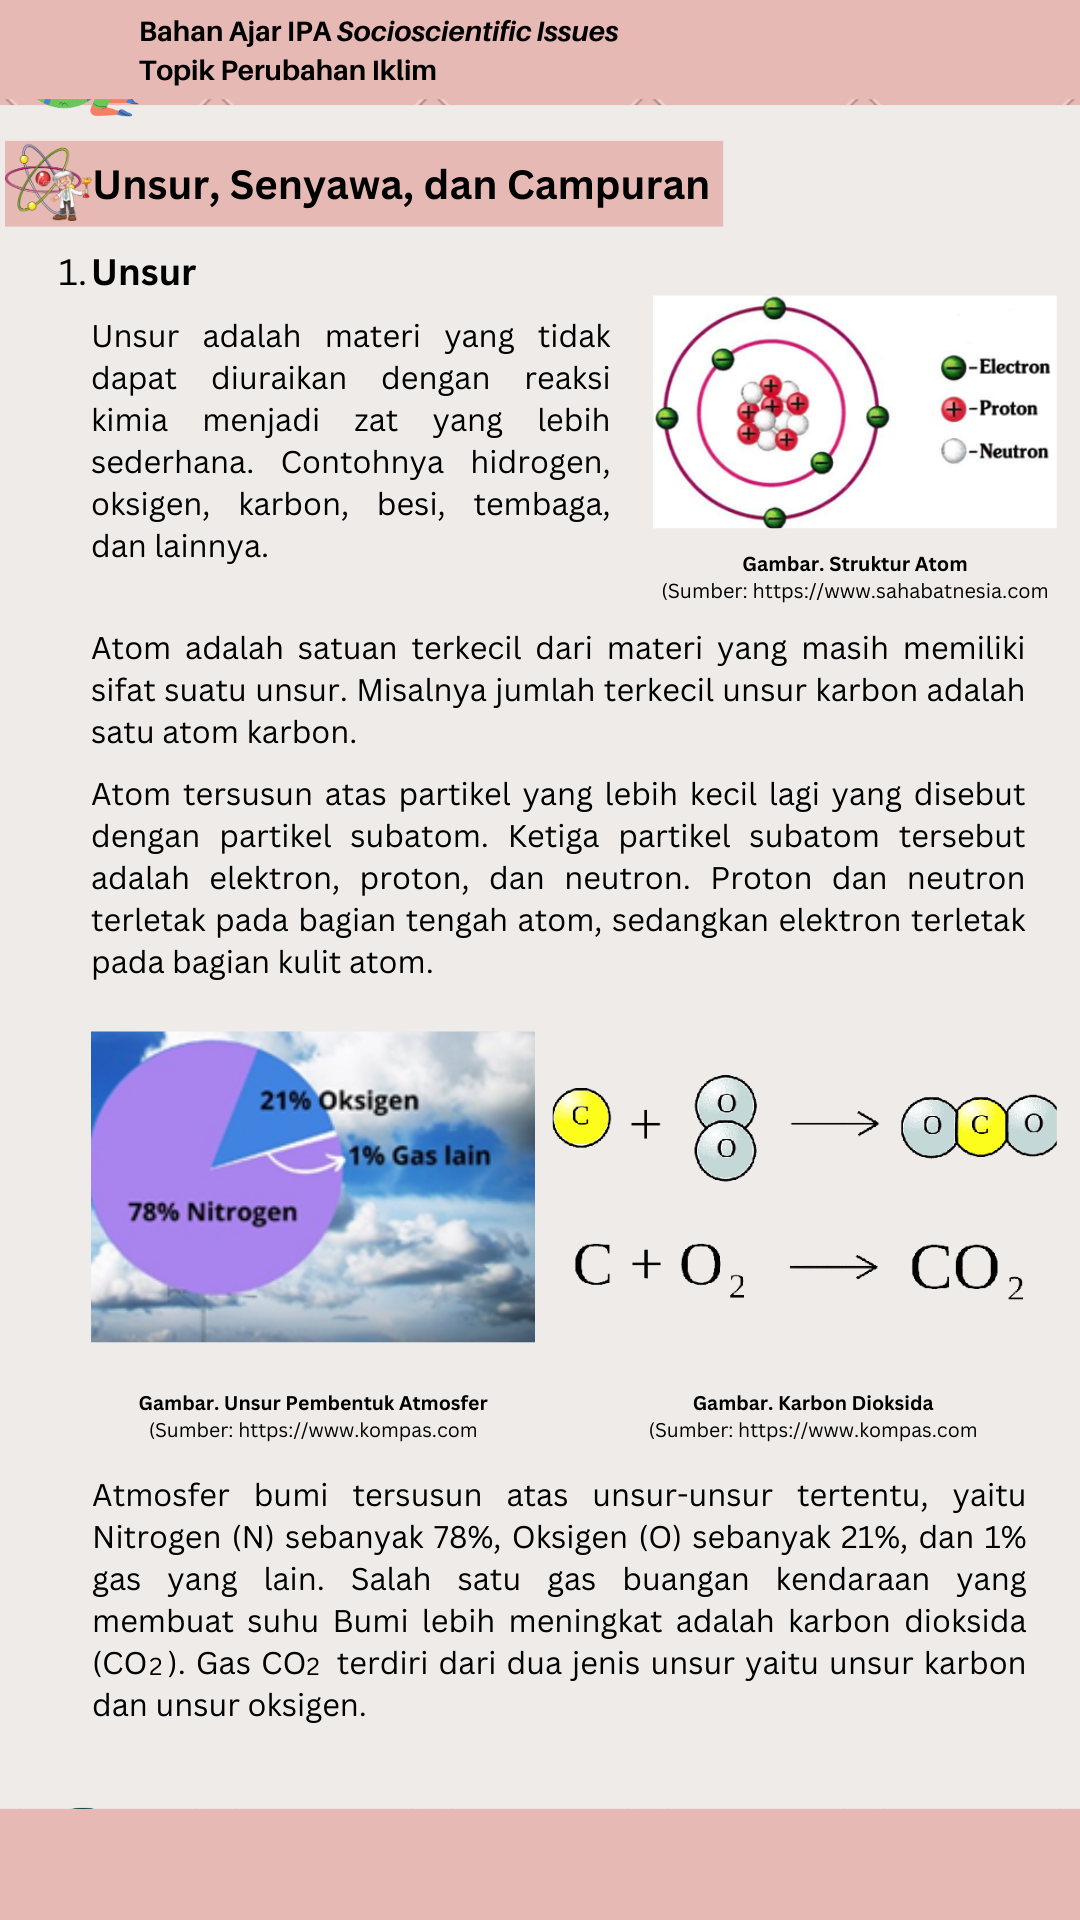 Bahan Ajar IPA Socioscientific Issues
Topik Perubahan Iklim
Unsur, Senyawa, dan Campuran
1. Unsur
Unsur adalah materi yang tidak
dapat diuraikan dengan reaksi
kimia menjadi zat yang lebih
sederhana. Contohnya hidrogen,
oksigen, karbon, besi, tembaga,
dan lainnya.
-Electron
+ -Proton
-Neutron
Gambar. Struktur Atom
(Sumber: https://www.sahabatnesia.com
Atom adalah satuan terkecil dari materi yang masih memiliki
sifat suatu unsur. Misalnya jumlah terkecil unsur karbon adalah
satu atom karbon.
Atom tersusun atas partikel yang lebih kecil lagi yang disebut
dengan partikel subatom. Ketiga partikel subatom tersebut
adalah elektron, proton, dan neutron. Proton dan neutron
terletak pada bagian tengah atom, sedangkan elektron terletak
pada bagian kulit atom.
21% Oksigen
1% Gas lain
78% Nitrogen
C + O O → O C O
C + O2 → CO2
Gambar. Unsur Pembentuk Atmosfer
(Sumber: https://www.kompas.com
Gambar. Karbon Dioksida
(Sumber: https://www.kompas.com
Atmosfer bumi tersusun atas unsur-unsur tertentu, yaitu
Nitrogen (N) sebanyak 78%, Oksigen (O) sebanyak 21%, dan 1%
gas yang lain. Salah satu gas buangan kendaraan yang
membuat suhu Bumi lebih meningkat adalah karbon dioksida
(CO2). Gas CO2 terdiri dari dua jenis unsur yaitu unsur karbon
dan unsur oksigen.